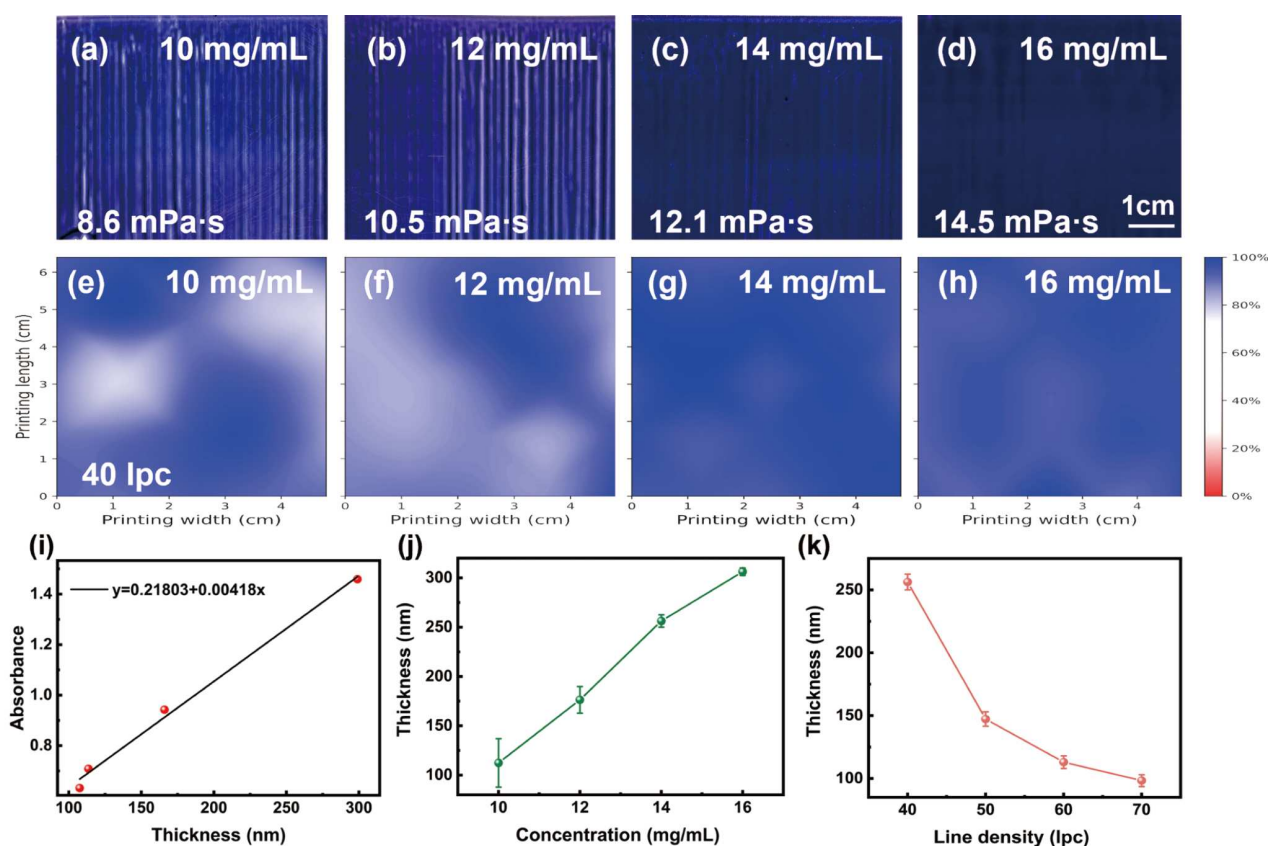 (a) 10 mg/mL
8.6 mPa·s
(b) 12 mg/mL
10.5 mPa·s
(c) 14 mg/mL
12.1 mPa·s
(d) 16 mg/mL
14.5 mPa·s
1cm
(e) 10 mg/mL
40 lpc
Printing length (cm)
6
5
4
3
2
1
0
0 1 2 3 4
Printing width (cm)
(f) 12 mg/mL
0 1 2 3 4
Printing width (cm)
(g) 14 mg/mL
0 1 2 3 4
Printing width (cm)
(h) 16 mg/mL
0 1 2 3 4
Printing width (cm)
100%
80%
60%
40%
20%
0%
(i)
y=0.21803+0.00418x
Absorbance
1.4
1.2
1.0
0.8
100 150 200 250 300
Thickness (nm)
(j)
Thickness (nm)
300
250
200
150
100
10 12 14 16
Concentration (mg/mL)
(k)
Thickness (nm)
250
200
150
100
40 50 60 70
Line density (lpc)